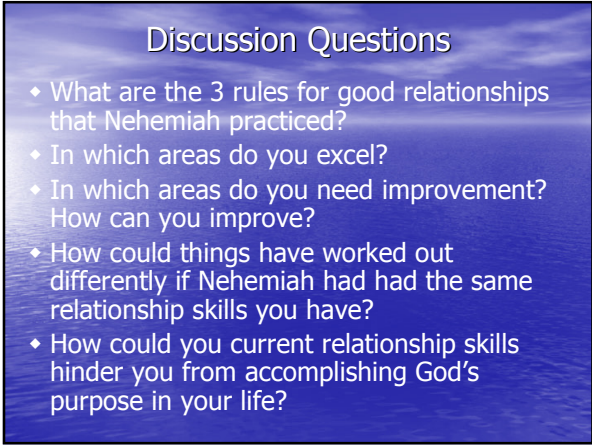 Discussion Questions
◆ What are the 3 rules for good relationships
that Nehemiah practiced?
◆ In which areas do you excel?
◆ In which areas do you need improvement?
How can you improve?
◆ How could things have worked out
differently if Nehemiah had had the same
relationship skills you have?
◆ How could you current relationship skills
hinder you from accomplishing God's
purpose in your life?